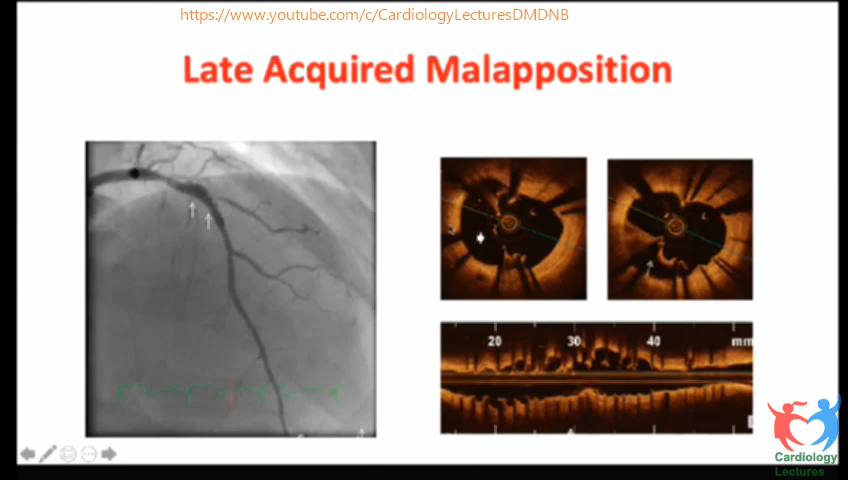 https://www.youtube.com/c/CardiologyLecturesDMDNB
Late Acquired Malapposition
20 30 40 mm
Cardiology
Lectures